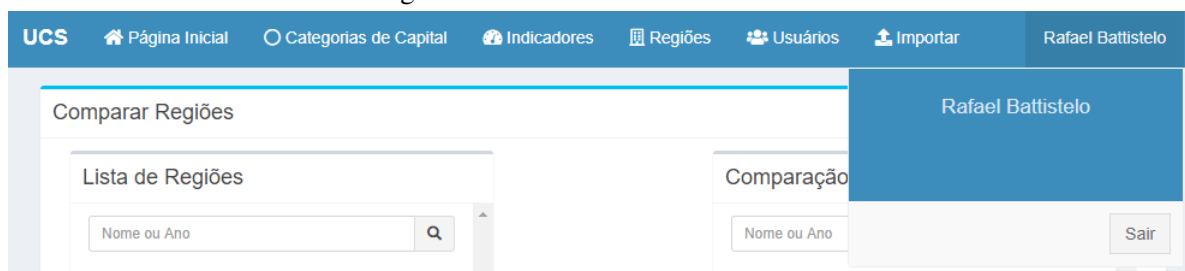 UCS Página Inicial Categorias de Capital Indicadores Regiões Usuários Importar Rafael Battistelo
Comparar Regiões
Rafael Battistelo
Lista de Regiões
Comparação
Nome ou Ano
Nome ou Ano
Sair